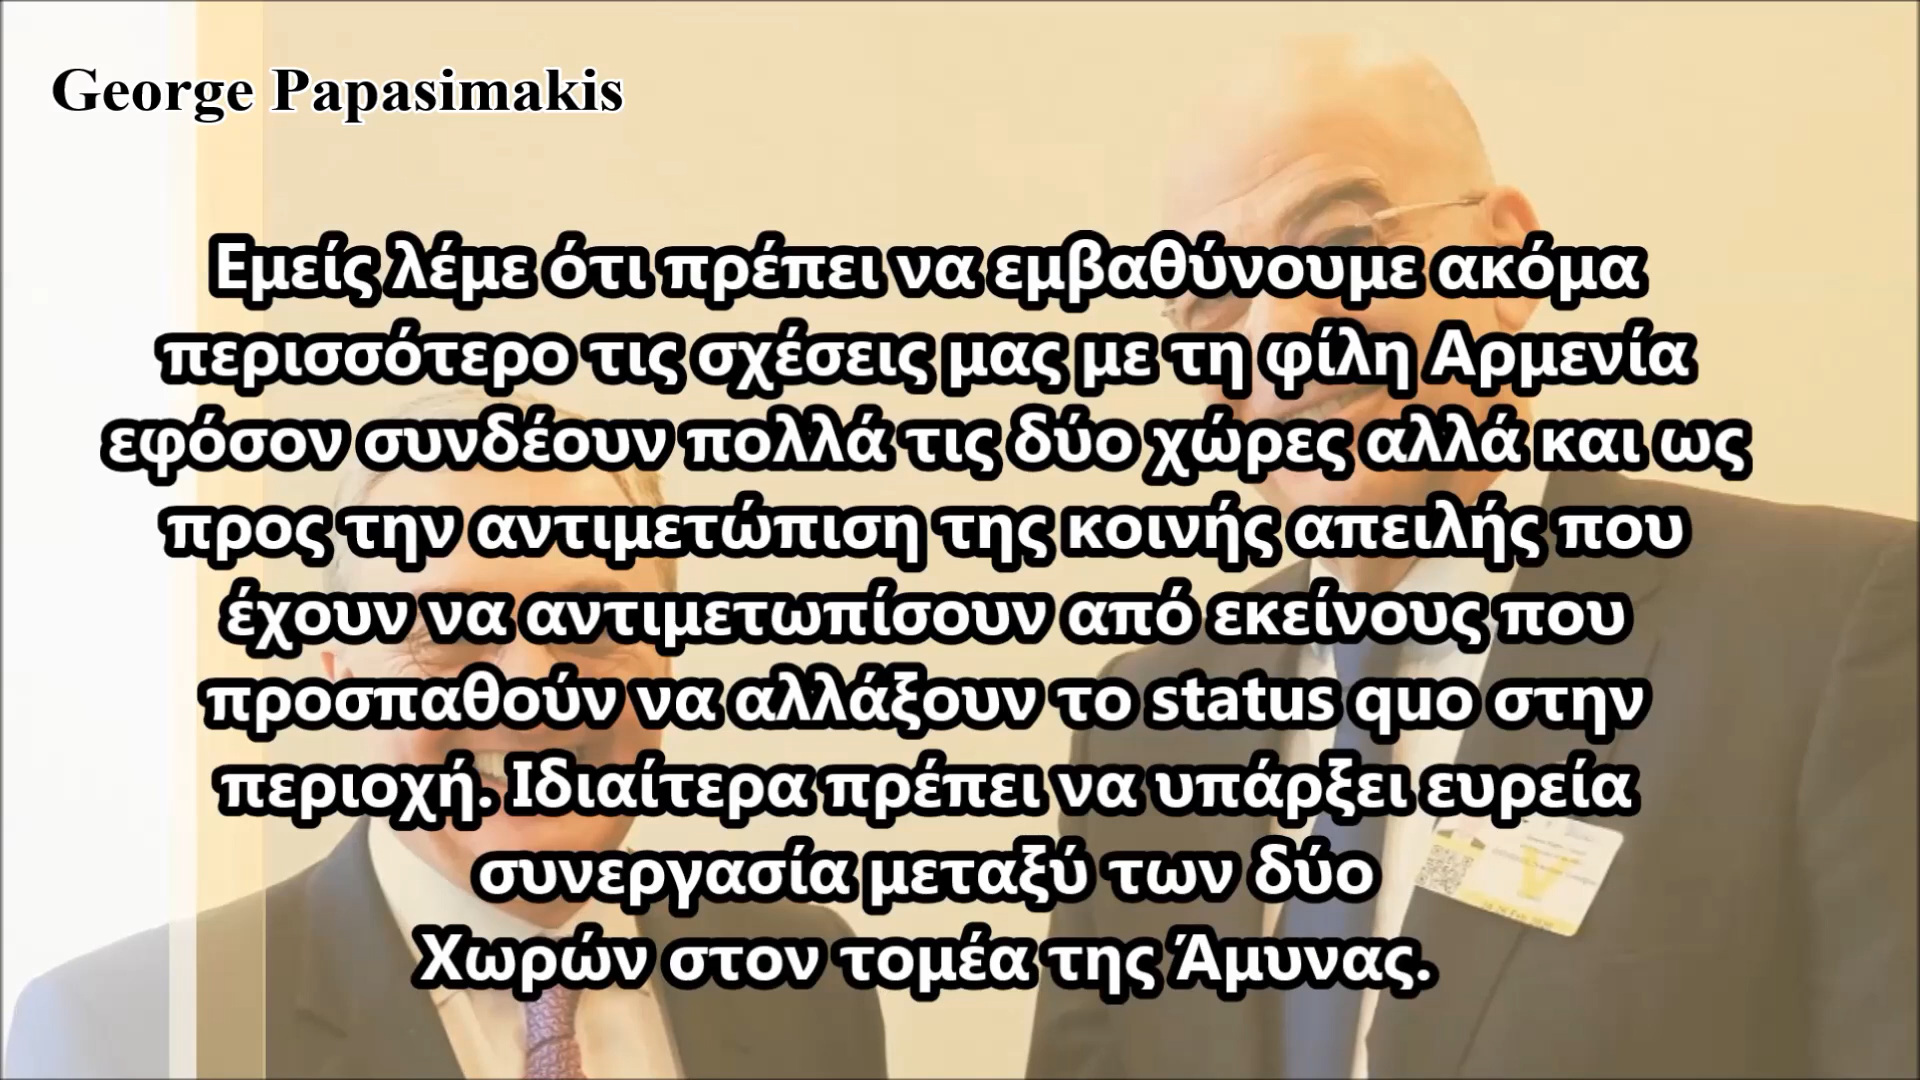 George Papasimakis
Εμείς λέμε ότι πρέπει να εμβαθύνουμε ακόμα
περισσότερο τις σχέσεις μας με τη φίλη Αρμενία
εφόσον συνδέουν πολλά τις δύο χώρες αλλά και ως
προς την αντιμετώπιση της κοινής απειλής που
έχουν να αντιμετωπίσουν από εκείνους που
προσπαθούν να αλλάξουν το status quo στην
περιοχή. Ιδιαίτερα πρέπει να υπάρξει ευρεία
συνεργασία μεταξύ των δύο
Χωρών στον τομέα της Άμυνας.